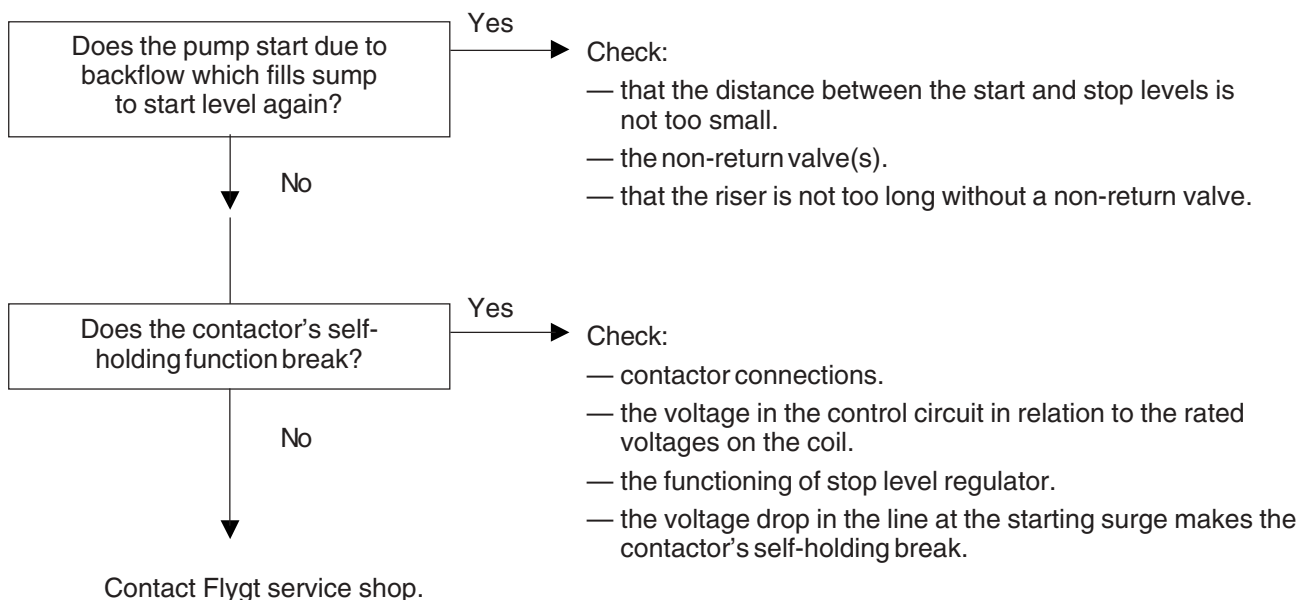 Does the pump start due to
backflow which fills sump
to start level again?
Yes
Check:
— that the distance between the start and stop levels is
not too small.
— the non-return valve(s).
— that the riser is not too long without a non-return valve.
No
Does the contactor’s self-
holding function break?
Yes
Check:
— contactor connections.
— the voltage in the control circuit in relation to the rated
voltages on the coil.
— the functioning of stop level regulator.
— the voltage drop in the line at the starting surge makes the
contactor’s self-holding break.
No
Contact Flygt service shop.